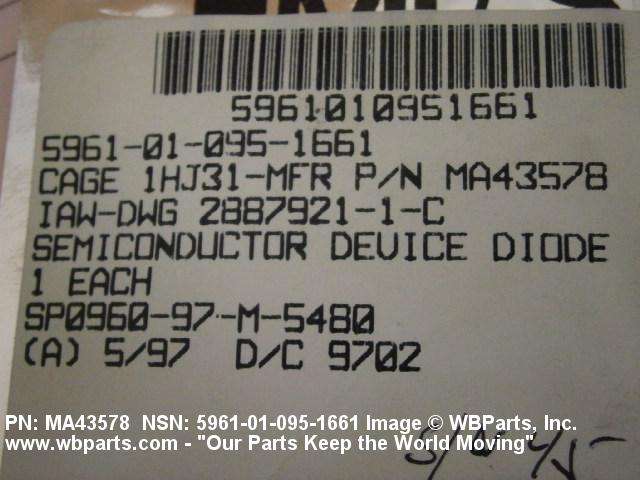 5961010951661
5961-01-095-1661
CAGE 1HJ31-MFR P/N MA43578
IAW-DWG 2887921-1-C
SEMICONDUCTOR DEVICE DIODE
1 EACH
SP0960-97-M-5480
(A) 5/97 D/C 9702
PN: MA43578 NSN: 5961-01-095-1661 Image © WBParts, Inc.
www.wbparts.com - "Our Parts Keep the World Moving"